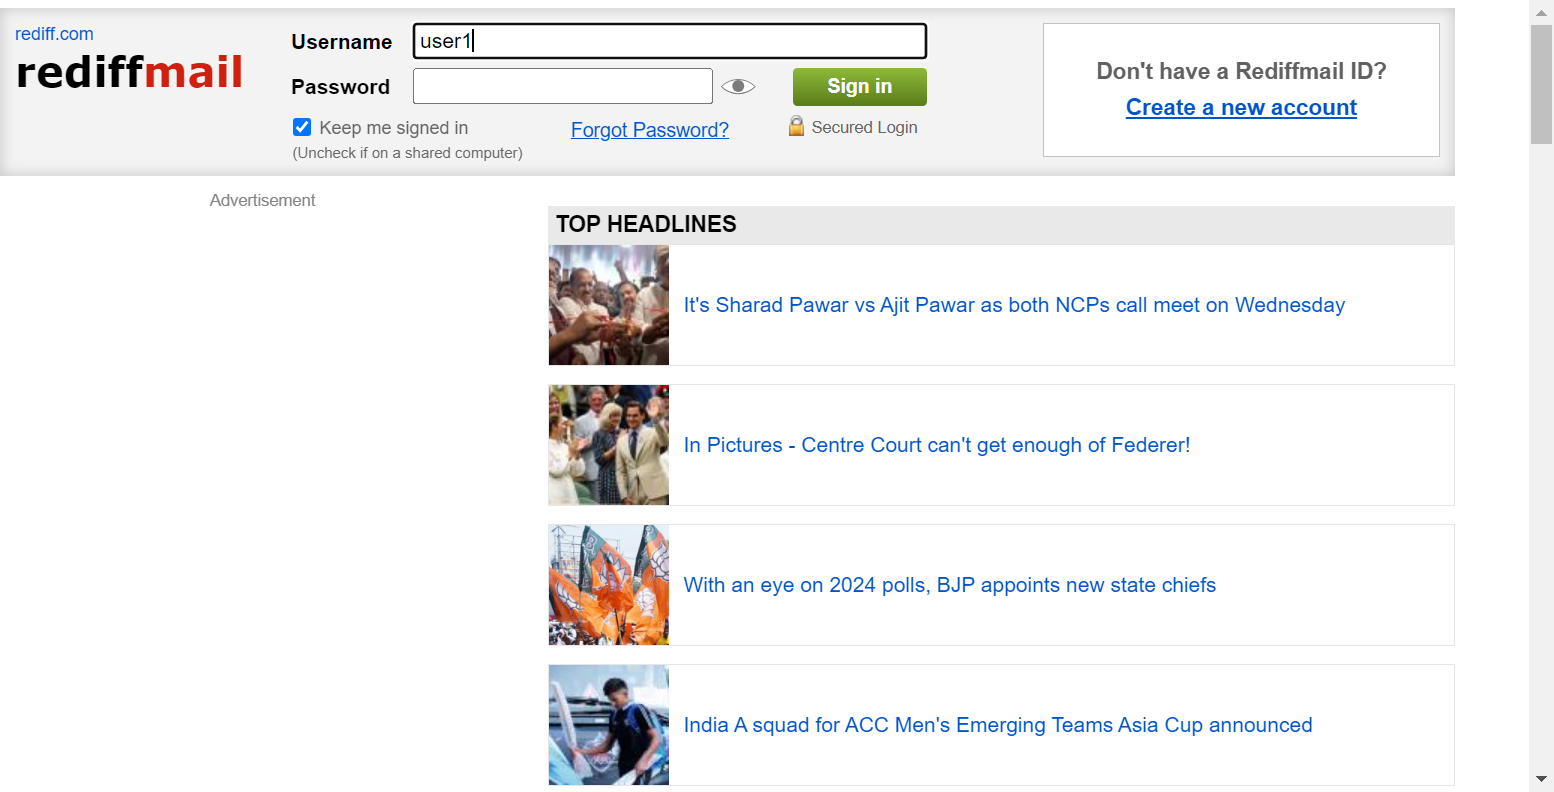 rediff.com
rediffmail
Username
user1
Password
Sign in
Keep me signed in
(Uncheck if on a shared computer)
Forgot Password?
Secured Login
Don't have a Rediffmail ID?
Create a new account
Advertisement
TOP HEADLINES
It's Sharad Pawar vs Ajit Pawar as both NCPs call meet on Wednesday
In Pictures - Centre Court can't get enough of Federer!
With an eye on 2024 polls, BJP appoints new state chiefs
India A squad for ACC Men's Emerging Teams Asia Cup announced